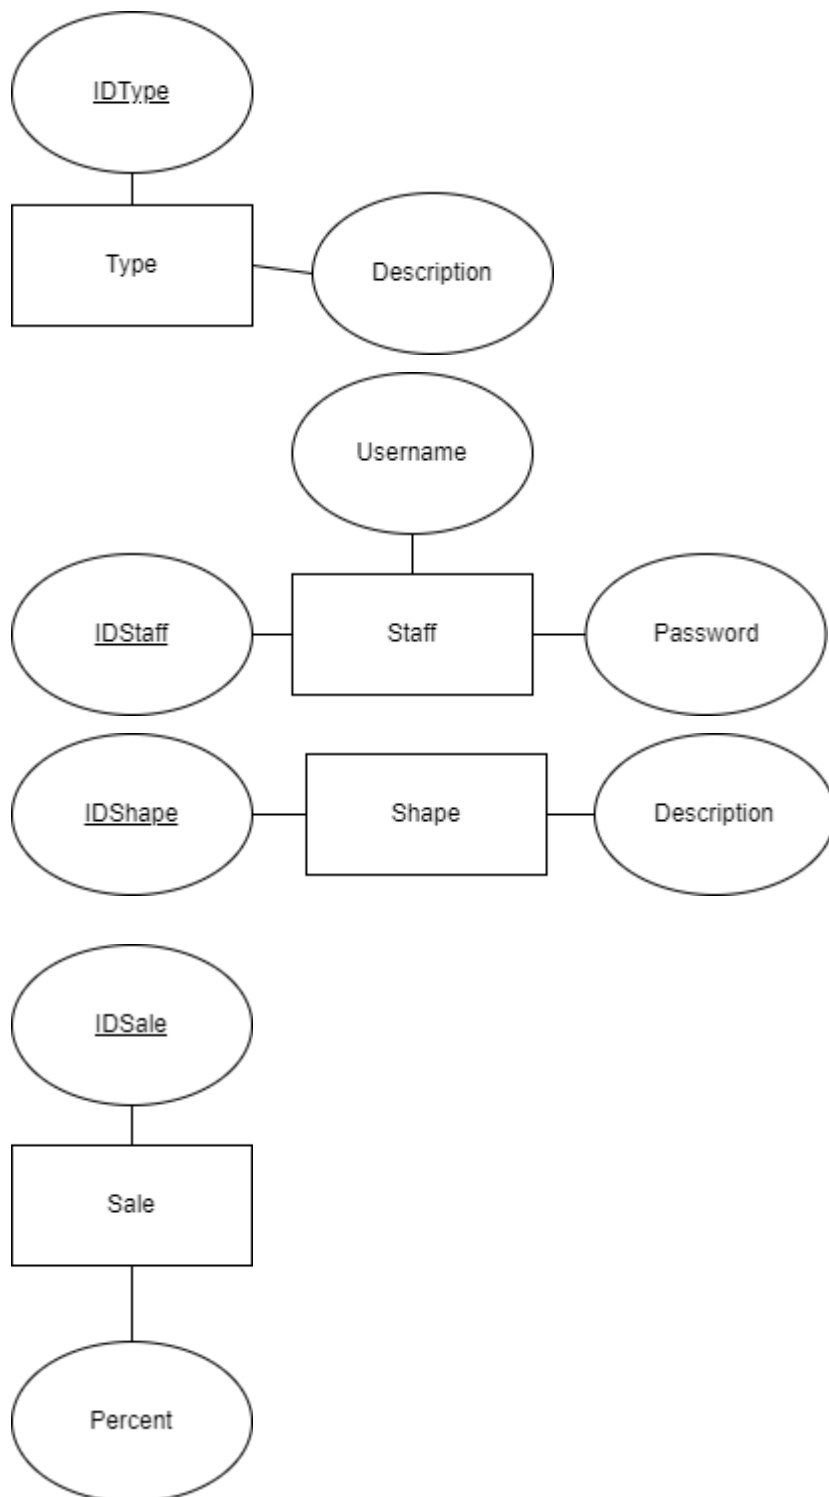 IDType
Type
Description
Username
IDStaff
Staff
Password
IDShape
Shape
Description
IDSale
Sale
Percent